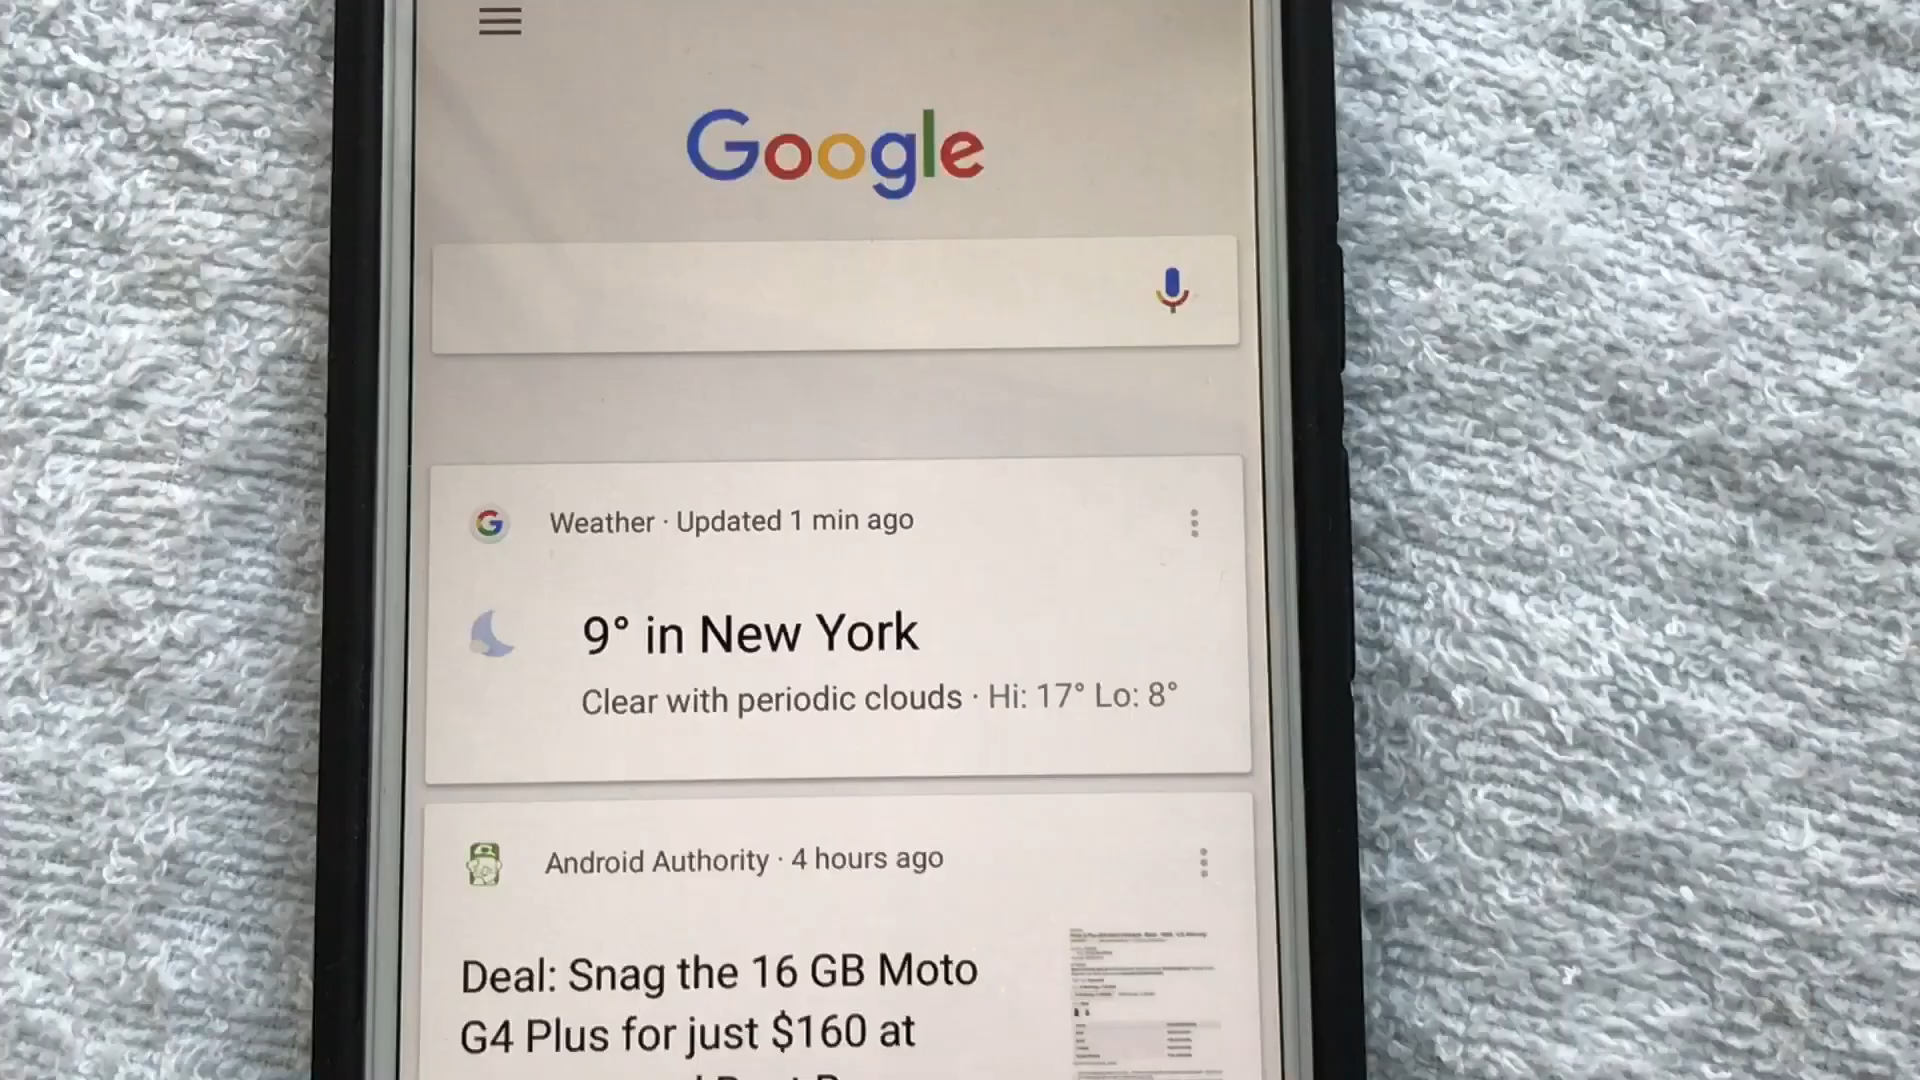 Google
Weather · Updated 1 min ago
9° in New York
Clear with periodic clouds · Hi: 17° Lo: 8°
Android Authority · 4 hours ago
Deal: Snag the 16 GB Moto
G4 Plus for just $160 at